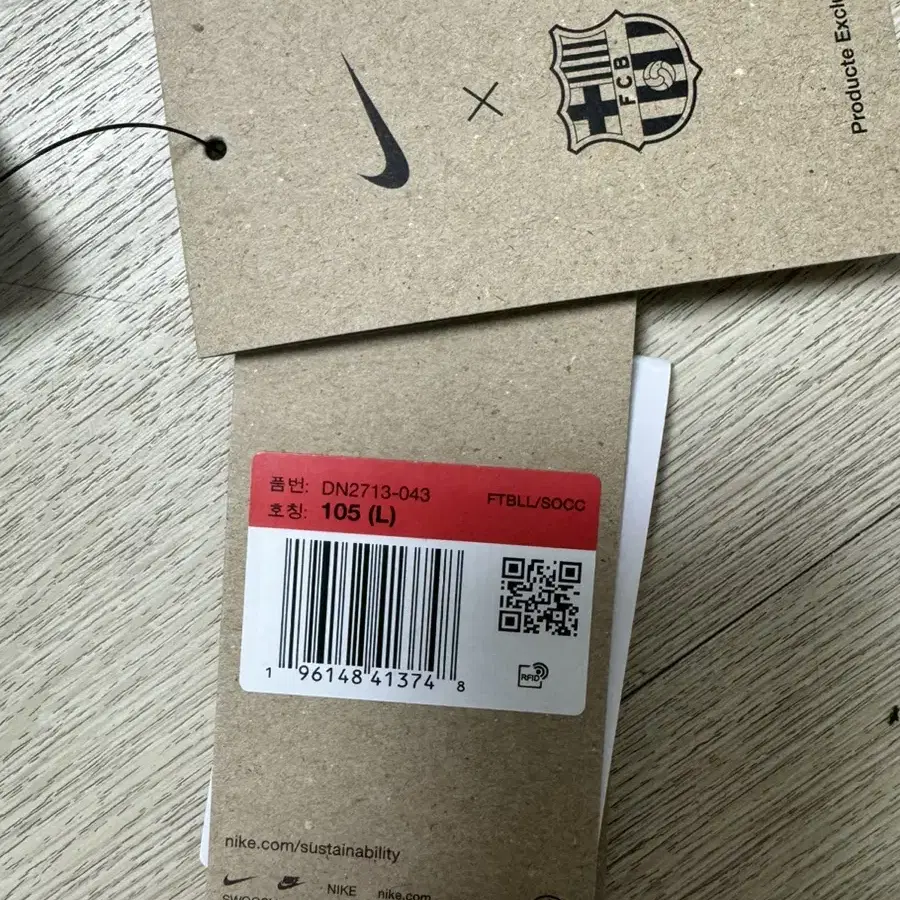 FCB
Producte Excl
품번: DN2713-043
호칭: 105 (L)
FTBLL/SOCC
1 96148 41374 8
RFID
nike.com/sustainability
NIKE
nike.com